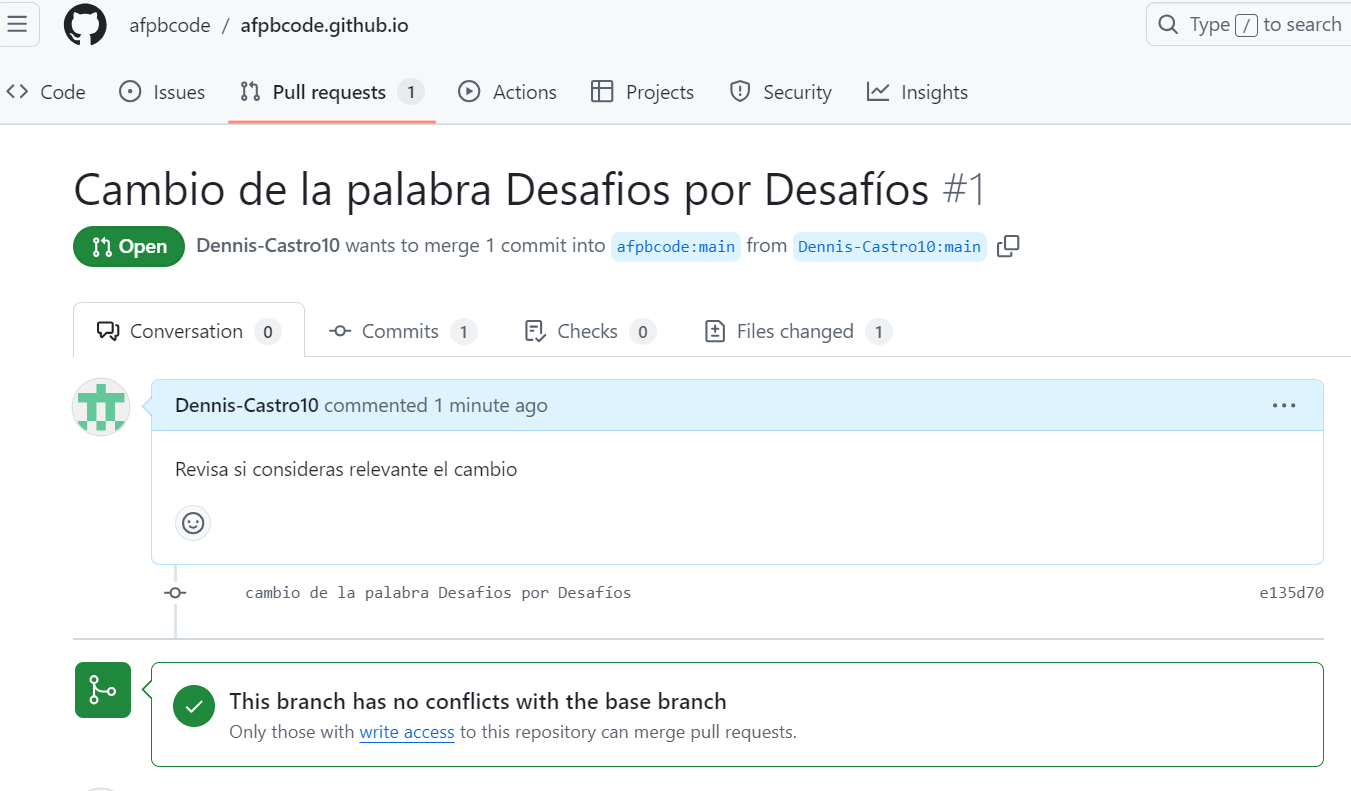 afpbcode / afpbcode.github.io
Type / to search
Code Issues Pull requests 1 Actions Projects Security Insights
Cambio de la palabra Desafios por Desafíos #1
Open Dennis-Castro10 wants to merge 1 commit into afpbcode:main from Dennis-Castro10:main
Conversation 0 Commits 1 Checks 0 Files changed 1
Dennis-Castro10 commented 1 minute ago
Revisa si consideras relevante el cambio
cambio de la palabra Desafios por Desafíos e135d70
This branch has no conflicts with the base branch
Only those with write access to this repository can merge pull requests.